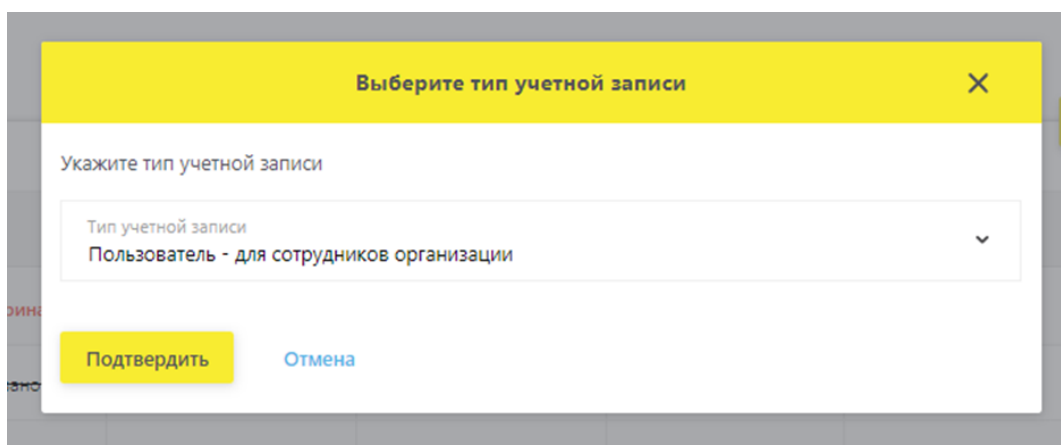 Выберите тип учетной записи
Укажите тип учетной записи
Тип учетной записи
Пользователь - для сотрудников организации
Подтвердить Отмена